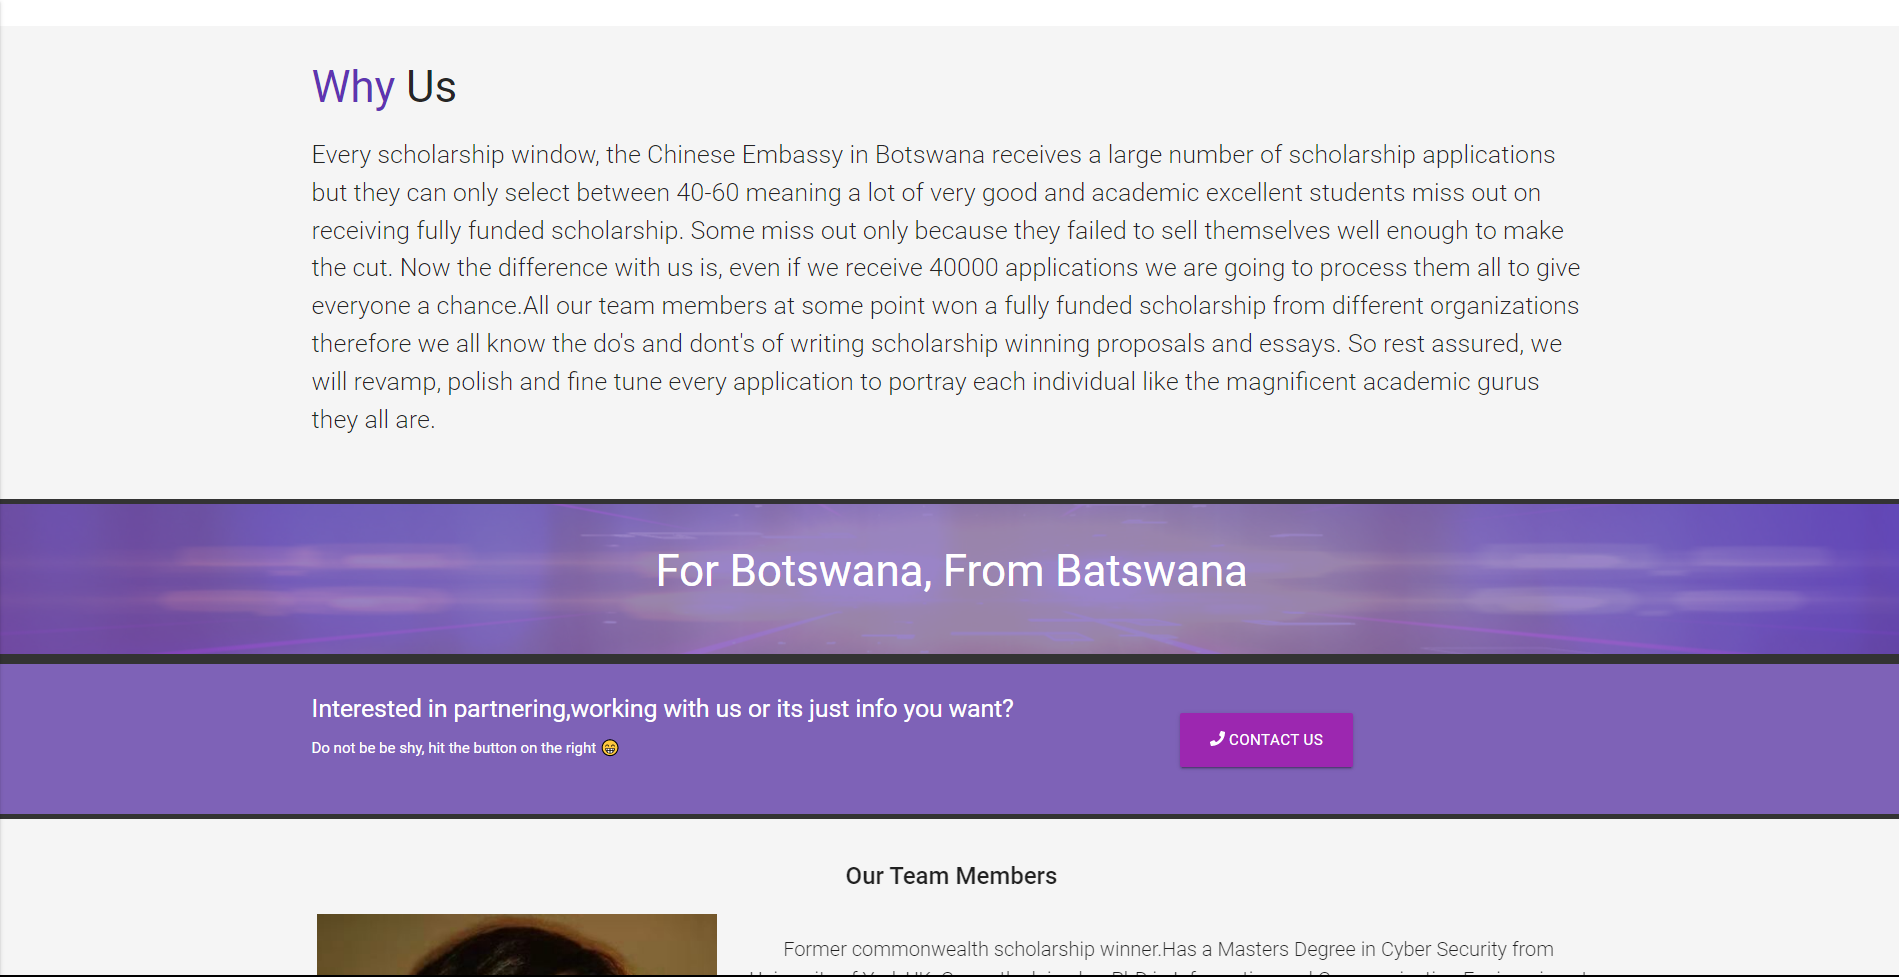 Why Us
Every scholarship window, the Chinese Embassy in Botswana receives a large number of scholarship applications
but they can only select between 40-60 meaning a lot of very good and academic excellent students miss out on
receiving fully funded scholarship. Some miss out only because they failed to sell themselves well enough to make
the cut. Now the difference with us is, even if we receive 40000 applications we are going to process them all to give
everyone a chance.All our team members at some point won a fully funded scholarship from different organizations
therefore we all know the do's and dont's of writing scholarship winning proposals and essays. So rest assured, we
will revamp, polish and fine tune every application to portray each individual like the magnificent academic gurus
they all are.
For Botswana, From Batswana
Interested in partnering,working with us or its just info you want?
Do not be be shy, hit the button on the right 😁
CONTACT US
Our Team Members
Former commonwealth scholarship winner.Has a Masters Degree in Cyber Security from